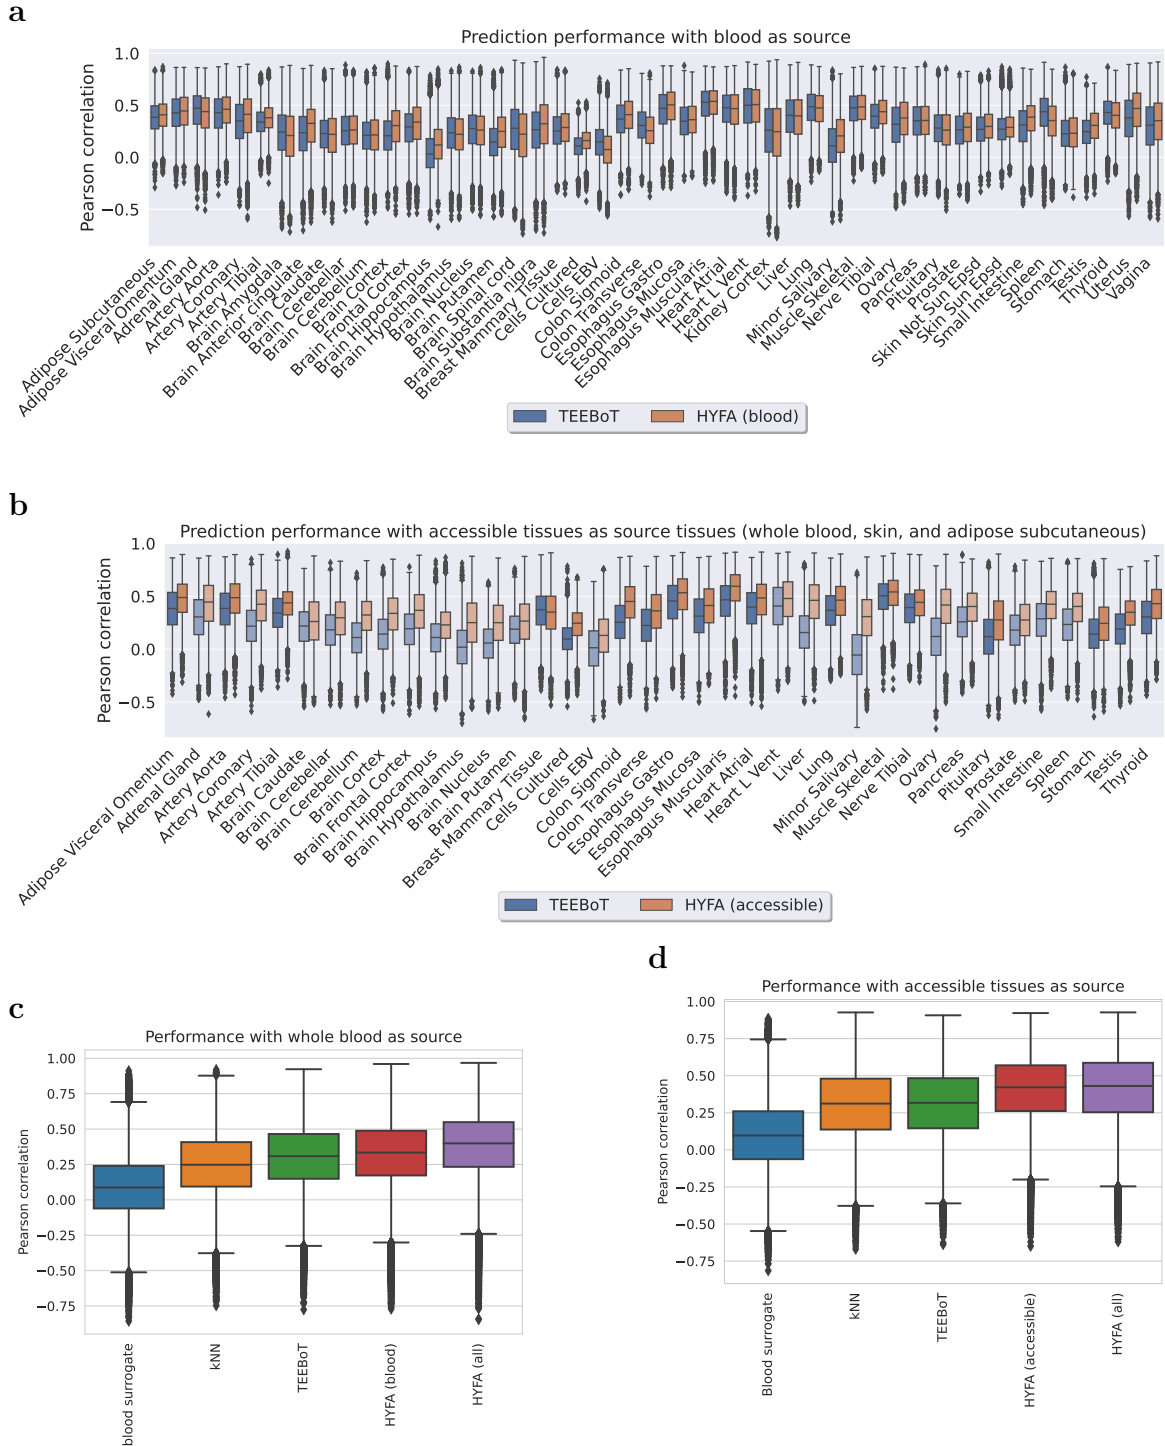 a
Prediction performance with blood as source
Pearson correlation
1.0
0.5
0.0
−0.5
Adipose Subcutaneous
Adipose Visceral Omentum
Adrenal Gland
Artery Aorta
Artery Coronary
Artery Tibial
Brain Amygdala
Brain Anterior cingulate
Brain Caudate
Brain Cerebellar
Brain Cerebellum
Brain Cortex
Brain Frontal Cortex
Brain Hippocampus
Brain Hypothalamus
Brain Nucleus
Brain Putamen
Brain Spinal cord
Brain Substantia nigra
Breast Mammary Tissue
Cells Cultured
Cells EBV
Colon Sigmoid
Colon Transverse
Esophagus Gastro
Esophagus Mucosa
Esophagus Muscularis
Heart Atrial
Heart L Vent
Kidney Cortex
Liver
Lung
Minor Salivary
Muscle Skeletal
Nerve Tibial
Ovary
Pancreas
Pituitary
Prostate
Skin Not Sun Epsd
Skin Sun Epsd
Small Intestine
Spleen
Stomach
Testis
Thyroid
Uterus
Vagina
TEEBoT
HYFA (blood)
b
Prediction performance with accessible tissues as source tissues (whole blood, skin, and adipose subcutaneous)
Pearson correlation
1.0
0.5
0.0
−0.5
Adipose Visceral Omentum
Adrenal Gland
Artery Aorta
Artery Coronary
Artery Tibial
Brain Caudate
Brain Cerebellar
Brain Cerebellum
Brain Cortex
Brain Frontal Cortex
Brain Hippocampus
Brain Hypothalamus
Brain Nucleus
Brain Putamen
Breast Mammary Tissue
Cells Cultured
Cells EBV
Colon Sigmoid
Colon Transverse
Esophagus Gastro
Esophagus Mucosa
Esophagus Muscularis
Heart Atrial
Heart L Vent
Liver
Lung
Minor Salivary
Muscle Skeletal
Nerve Tibial
Ovary
Pancreas
Pituitary
Prostate
Small Intestine
Spleen
Stomach
Testis
Thyroid
TEEBoT
HYFA (accessible)
c
Performance with whole blood as source
Pearson correlation
1.00
0.75
0.50
0.25
0.00
−0.25
−0.50
−0.75
blood surrogate
kNN
TEEBoT
HYFA (blood)
HYFA (all)
d
Performance with accessible tissues as source
Pearson correlation
1.00
0.75
0.50
0.25
0.00
−0.25
−0.50
−0.75
Blood surrogate
kNN
TEEBoT
HYFA (accessible)
HYFA (all)